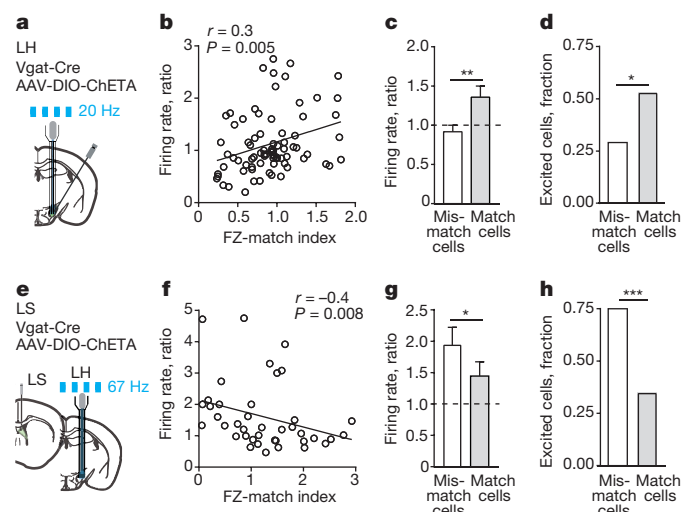 a
LH
Vgat-Cre
AAV-DIO-ChETA
20 Hz
b
r = 0.3
P = 0.005
Firing rate, ratio
3
2
1
0
0 0.5 1.0 1.5 2.0
FZ-match index
c
Firing rate, ratio
2.0
1.5
1.0
0.5
0
**
Mis- Match
match cells
cells
d
Excited cells, fraction
0.75
0.50
0.25
0.00
*
Mis- Match
match cells
cells
e
LS
Vgat-Cre
AAV-DIO-ChETA
LS LH
67 Hz
f
r = –0.4
P = 0.008
Firing rate, ratio
5
4
3
2
1
0
0 1 2 3
FZ-match index
g
Firing rate, ratio
2.5
2.0
1.5
1.0
0.5
0
*
Mis- Match
match cells
cells
h
Excited cells, fraction
0.75
0.50
0.25
0.00
***
Mis- Match
match cells
cells